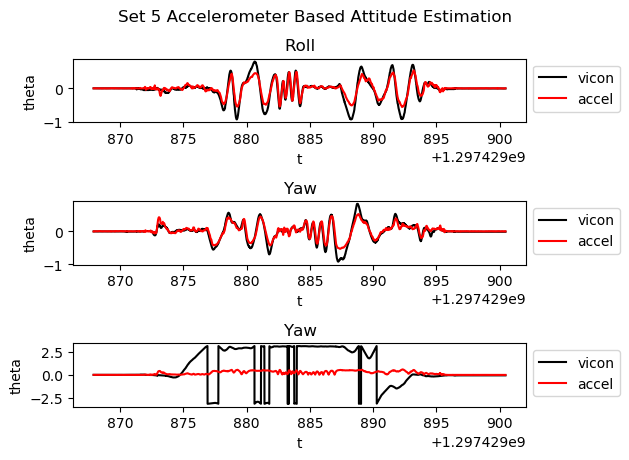 Set 5 Accelerometer Based Attitude Estimation
Roll
theta
0
−1
870 875 880 885 890 895 900
t
+1.297429e9
vicon
accel
Yaw
theta
0
−1
870 875 880 885 890 895 900
t
+1.297429e9
vicon
accel
Yaw
theta
2.5
0.0
−2.5
870 875 880 885 890 895 900
t
+1.297429e9
vicon
accel